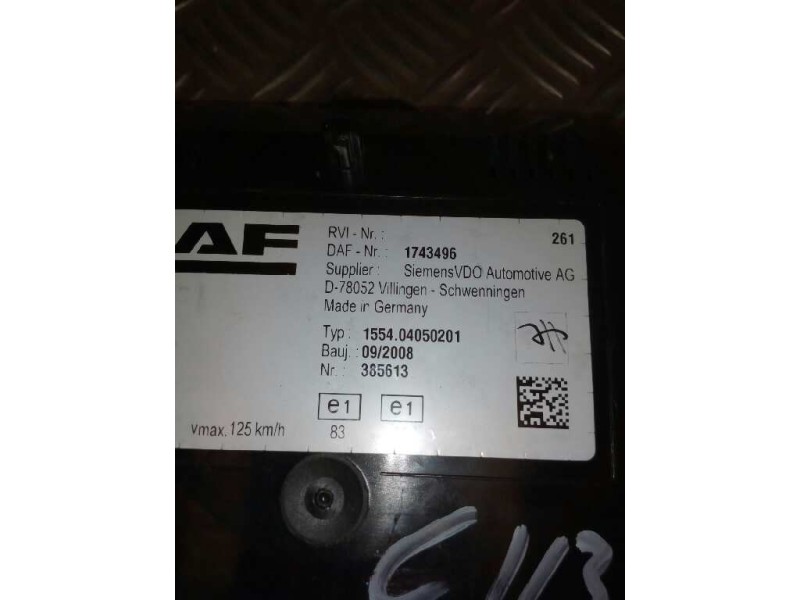 AF
RVI - Nr. : 261
DAF - Nr.: 1743496
Supplier : SiemensVDO Automotive AG
D-78052 Villingen - Schwenningen
Made in Germany
Typ : 1554.04050201
Bauj. : 09/2008
Nr. : 385613
e1 e1
vmax. 125 km/h 83